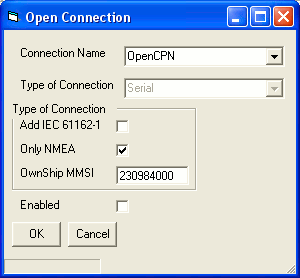 Open Connection
Connection Name OpenCPN
Type of Connection Serial
Type of Connection
Add IEC 61162-1
Only NMEA
OwnShip MMSI 230984000
Enabled
OK Cancel